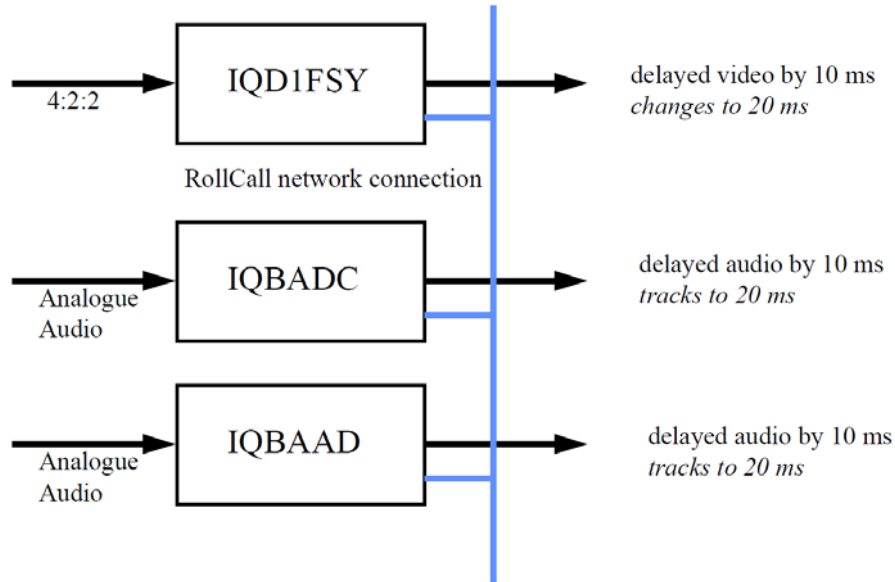 IQD1FSY
4:2:2
delayed video by 10 ms
changes to 20 ms
RollCall network connection
IQBADC
Analogue
Audio
delayed audio by 10 ms
tracks to 20 ms
IQBAAD
Analogue
Audio
delayed audio by 10 ms
tracks to 20 ms